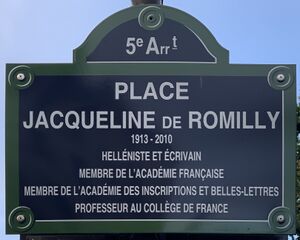 5e Arrt
PLACE
JACQUELINE DE ROMILLY
1913 - 2010
HELLÉNISTE ET ÉCRIVAIN
MEMBRE DE L'ACADÉMIE FRANÇAISE
MEMBRE DE L'ACADÉMIE DES INSCRIPTIONS ET BELLES-LETTRES
PROFESSEUR AU COLLÈGE DE FRANCE